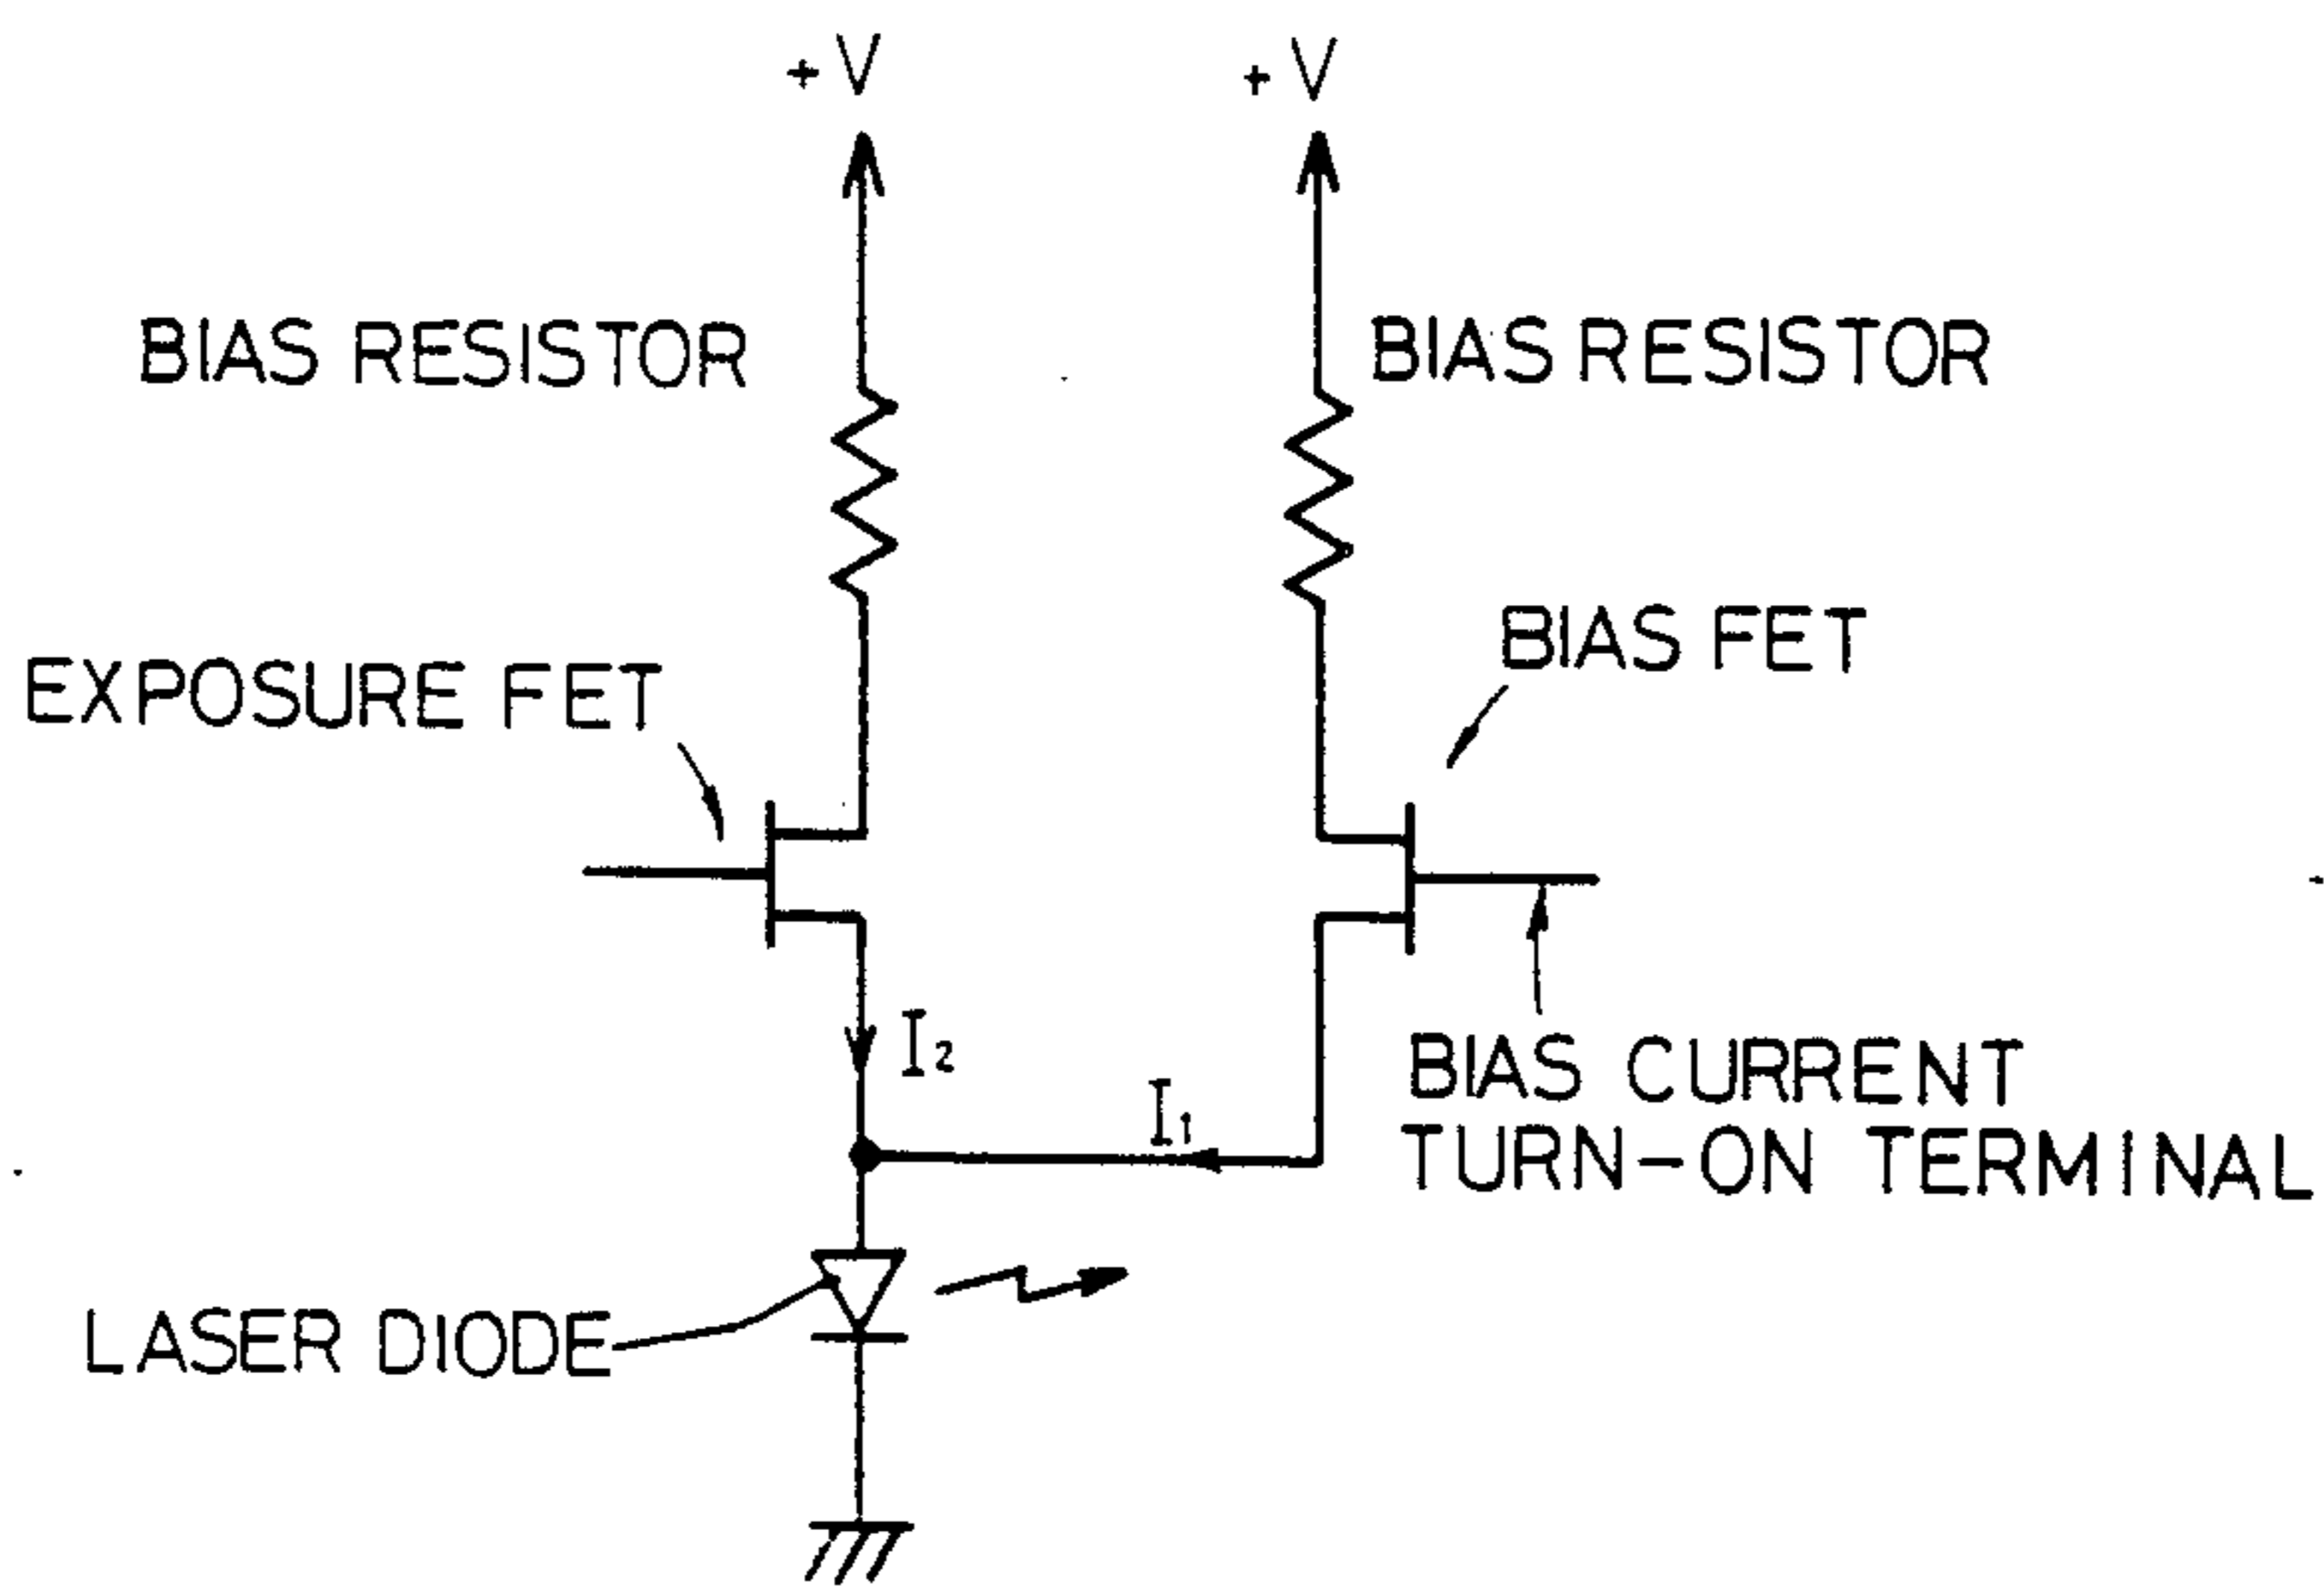 +V
+V
BIAS RESISTOR
BIAS RESISTOR
BIAS FET
EXPOSURE FET
I₂
I₁
BIAS CURRENT
TURN-ON TERMINAL
LASER DIODE